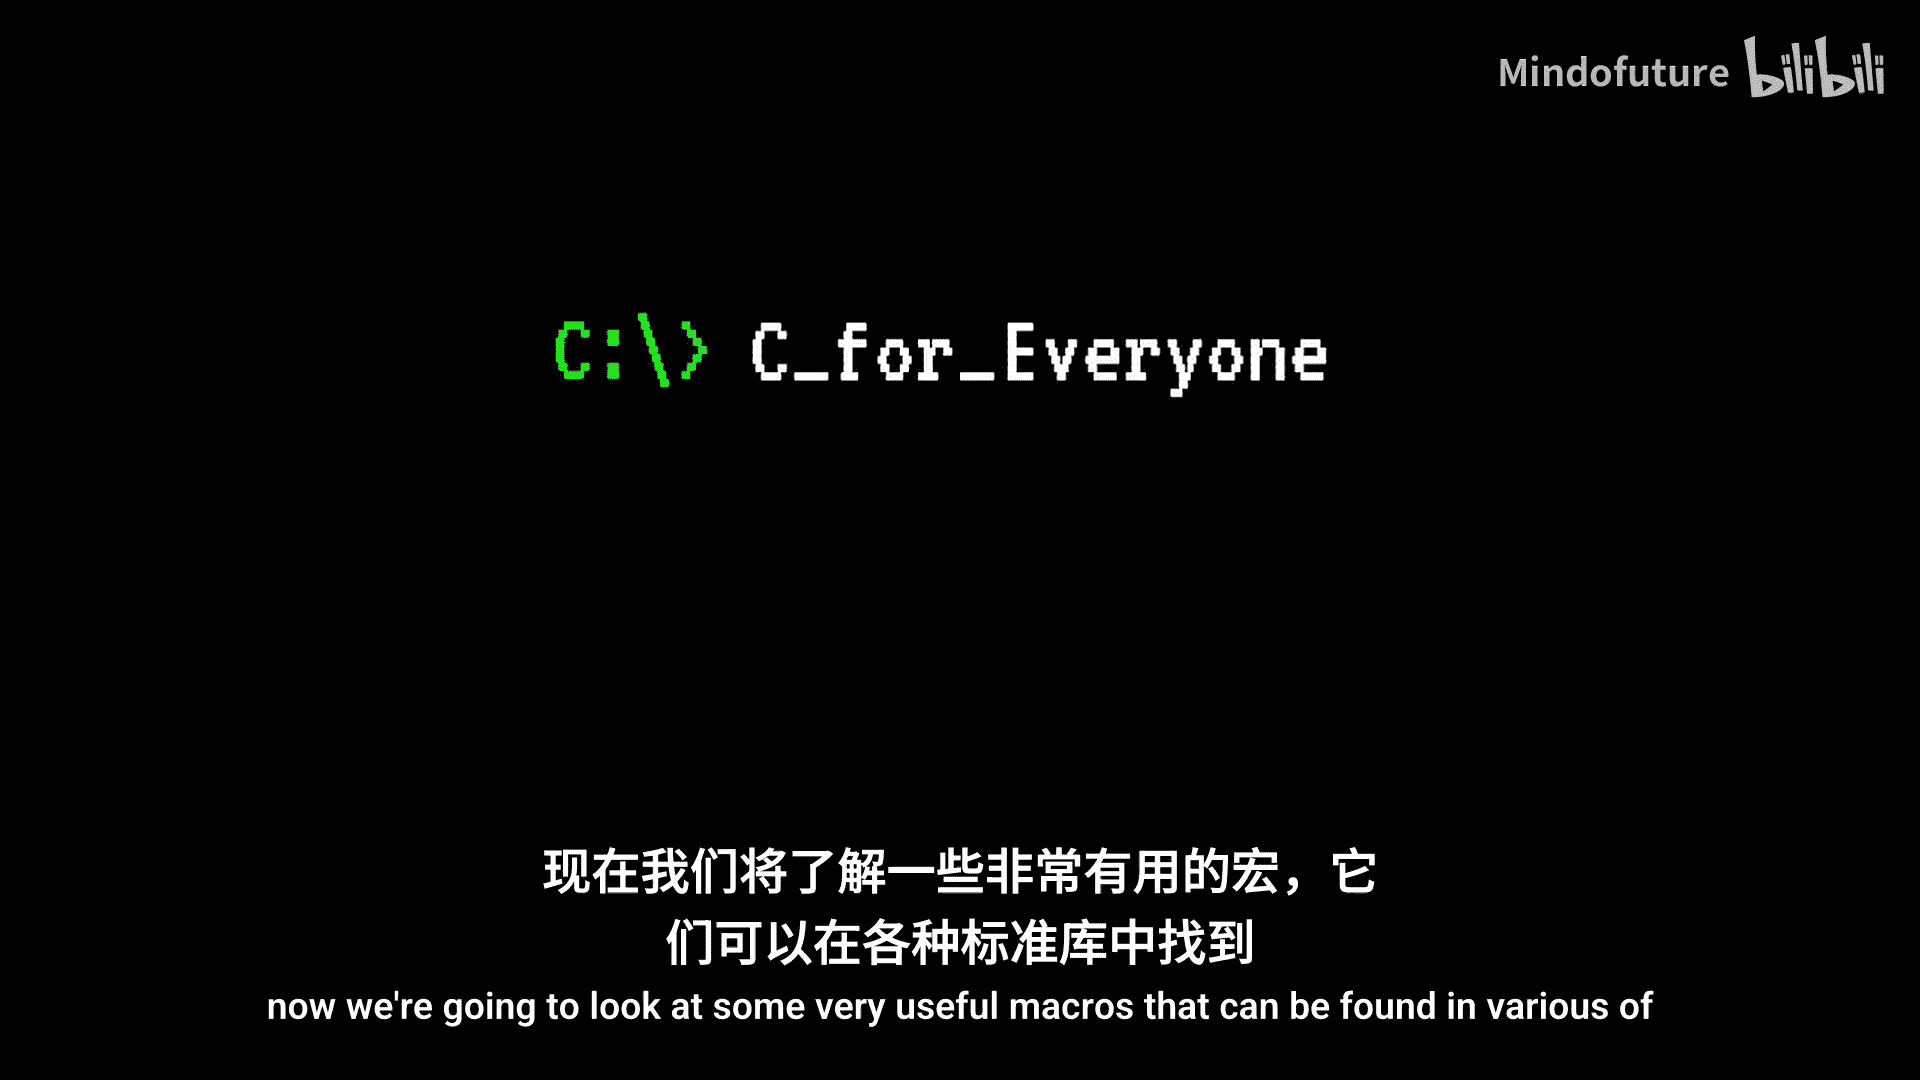 Mindofuture bilibili
C:\> C_for_Everyone
现在我们将了解一些非常有用的宏，它
们可以在各种标准库中找到
now we're going to look at some very useful macros that can be found in various of